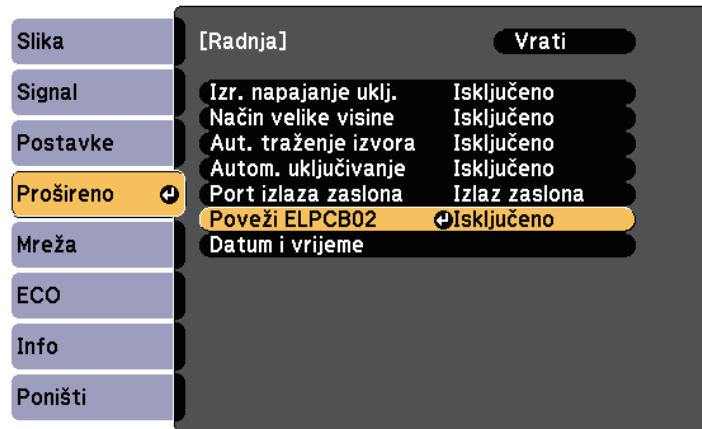 Slika
Signal
Postavke
Prošireno
Mreža
ECO
Info
Poništi
[Radnja] Vrati
Izr. napajanje uklj. Isključeno
Način velike visine Isključeno
Aut. traženje izvora Isključeno
Autom. uključivanje Isključeno
Port izlaza zaslona Izlaz zaslona
Poveži ELPCB02 Isključeno
Datum i vrijeme